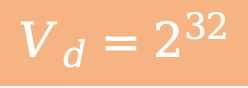 $V_d = 2^{32}$